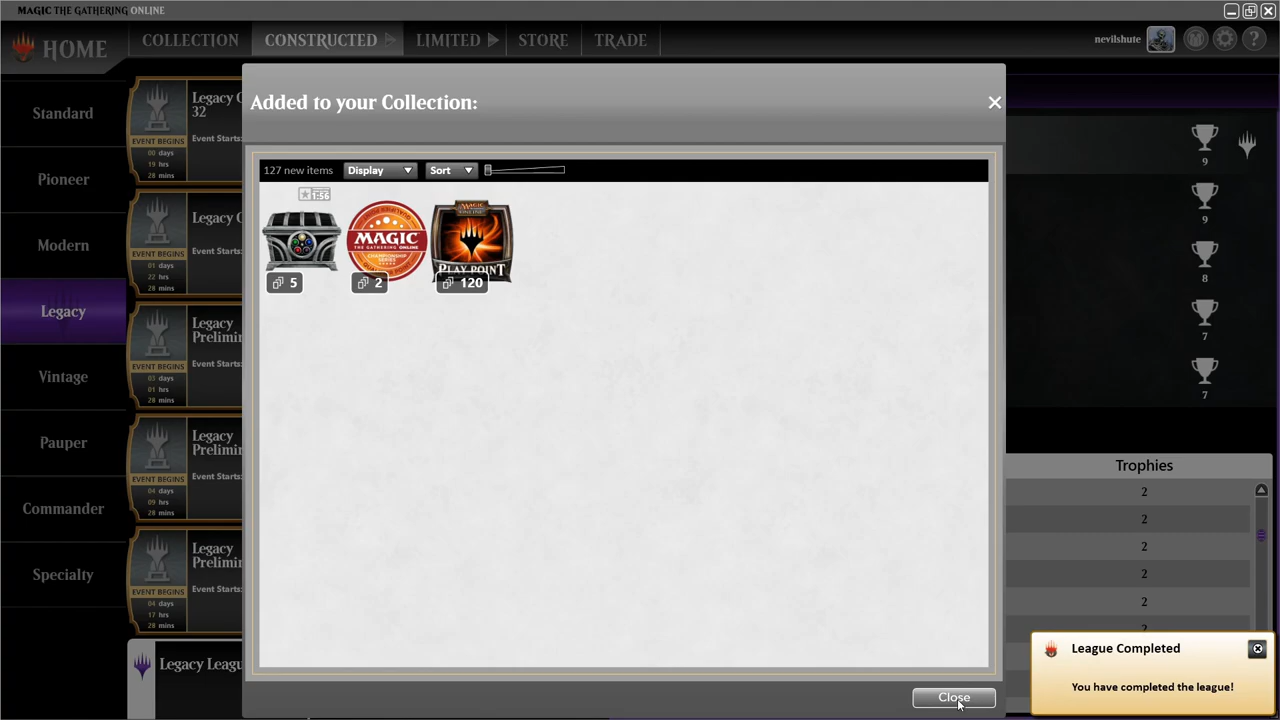 MAGIC THE GATHERING ONLINE
HOME
COLLECTION
CONSTRUCTED
LIMITED
STORE
TRADE
nevilshute
Standard
Pioneer
Modern
Legacy
Vintage
Pauper
Commander
Specialty
Legacy C
32
EVENT BEGINS
Event Starts:
00 days
19 hrs
28 mins
Legacy C
EVENT BEGINS
Event Starts:
01 days
22 hrs
28 mins
Legacy
Prelimin
EVENT BEGINS
Event Starts:
03 days
01 hrs
28 mins
Legacy
Prelimin
EVENT BEGINS
Event Starts:
04 days
09 hrs
28 mins
Legacy
Prelimin
EVENT BEGINS
Event Starts:
04 days
17 hrs
28 mins
Legacy Leagu
Added to your Collection:
127 new items
Display
Sort
1:56
MAGIC
THE GATHERING ONLINE
CHAMPIONSHIP
SERIES
MAGIC
ONLINE
PLAY POINT
5
2
120
Close
9
9
8
7
7
Trophies
2
2
2
2
2
2
League Completed
You have completed the league!